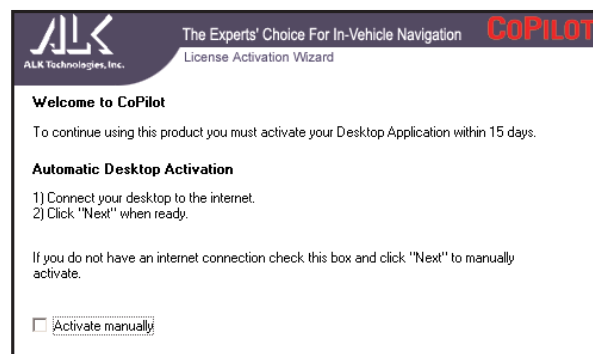 ALK
ALK Technologies, Inc.
The Experts' Choice For In-Vehicle Navigation
COPILOT
License Activation Wizard
Welcome to CoPilot
To continue using this product you must activate your Desktop Application within 15 days.
Automatic Desktop Activation
1) Connect your desktop to the internet.
2) Click "Next" when ready.
If you do not have an internet connection check this box and click "Next" to manually
activate.
Activate manually